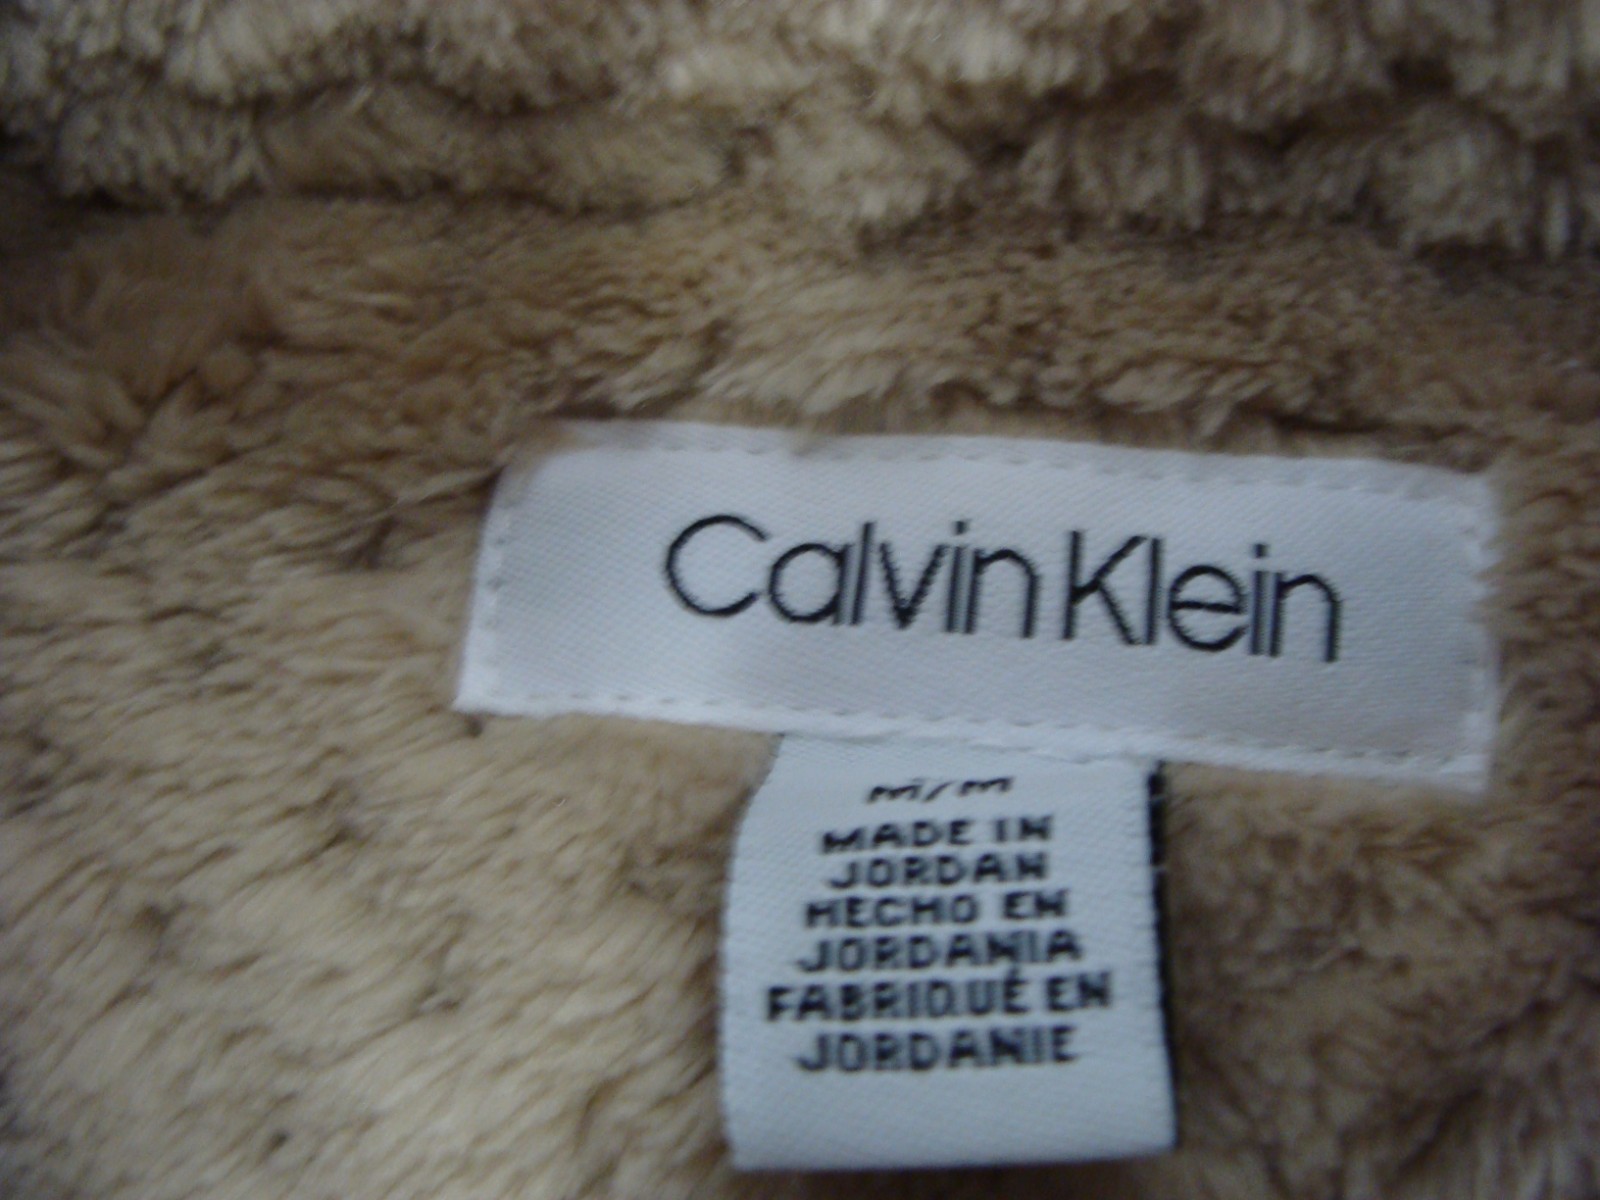 Calvin Klein
M/M
MADE IN
JORDAN
HECHO EN
JORDANIA
FABRIQUÉ EN
JORDANIE